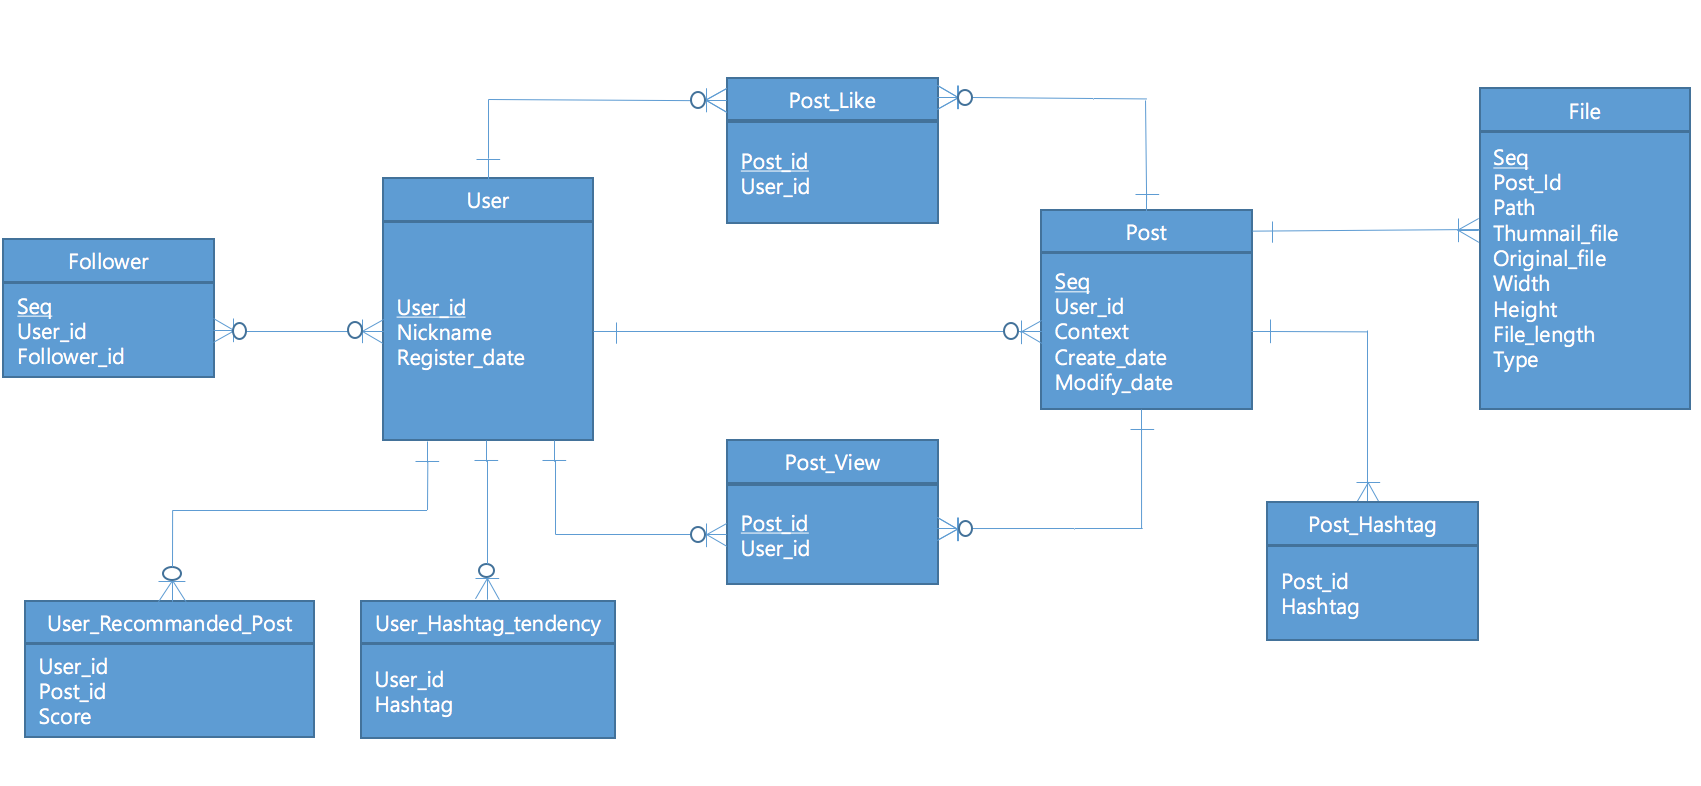 Post_Like
Post_id
User_id
File
Seq
Post_Id
Path
Thumnail_file
Original_file
Width
Height
File_length
Type
User
User_id
Nickname
Register_date
Post
Seq
User_id
Context
Create_date
Modify_date
Follower
Seq
User_id
Follower_id
Post_View
Post_id
User_id
Post_Hashtag
Post_id
Hashtag
User_Recommanded_Post
User_id
Post_id
Score
User_Hashtag_tendency
User_id
Hashtag